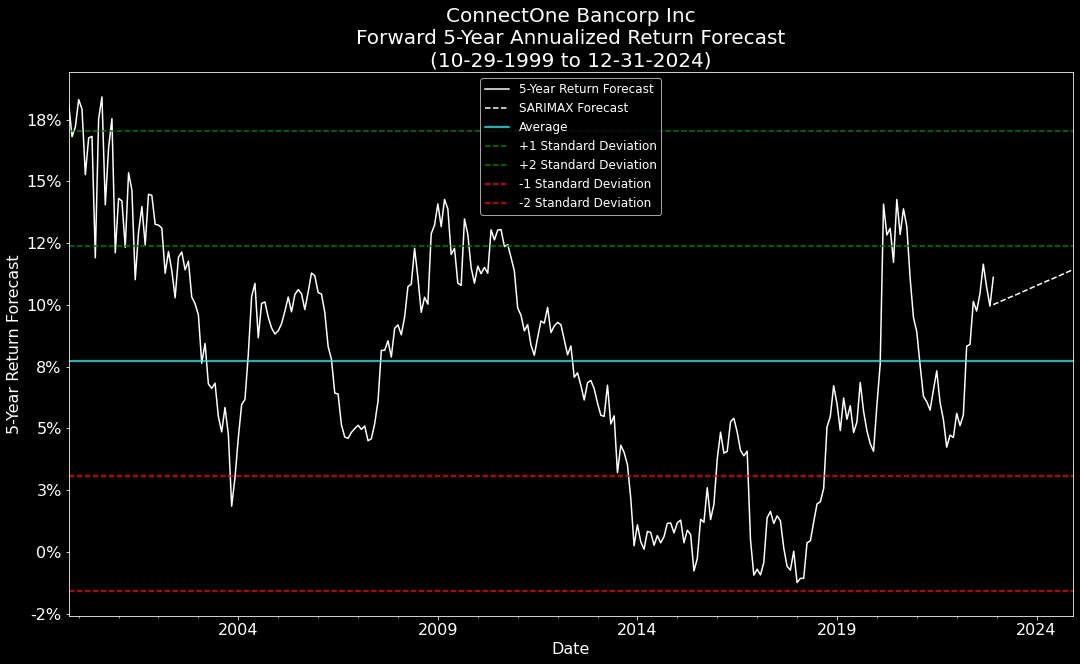 ConnectOne Bancorp Inc
Forward 5-Year Annualized Return Forecast
(10-29-1999 to 12-31-2024)
5-Year Return Forecast
SARIMAX Forecast
Average
+1 Standard Deviation
+2 Standard Deviation
-1 Standard Deviation
-2 Standard Deviation
5-Year Return Forecast
18%
15%
12%
10%
8%
5%
3%
0%
-2%
2004
2009
2014
2019
2024
Date